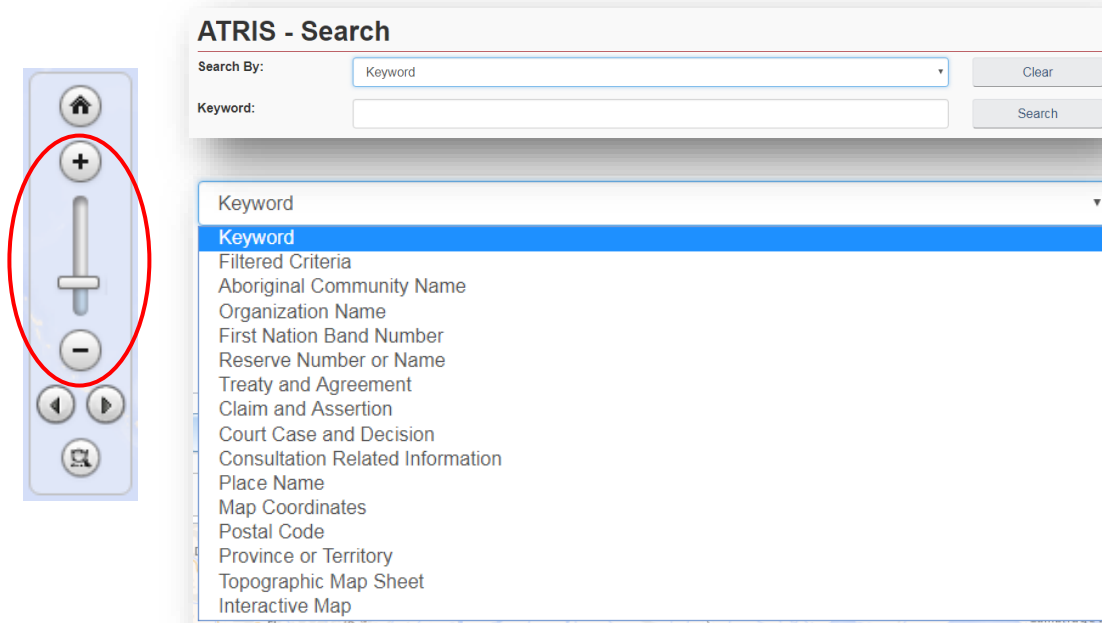 ATRIS - Search
Search By:
Keyword
Clear
Keyword:
Search
Keyword
Keyword
Filtered Criteria
Aboriginal Community Name
Organization Name
First Nation Band Number
Reserve Number or Name
Treaty and Agreement
Claim and Assertion
Court Case and Decision
Consultation Related Information
Place Name
Map Coordinates
Postal Code
Province or Territory
Topographic Map Sheet
Interactive Map